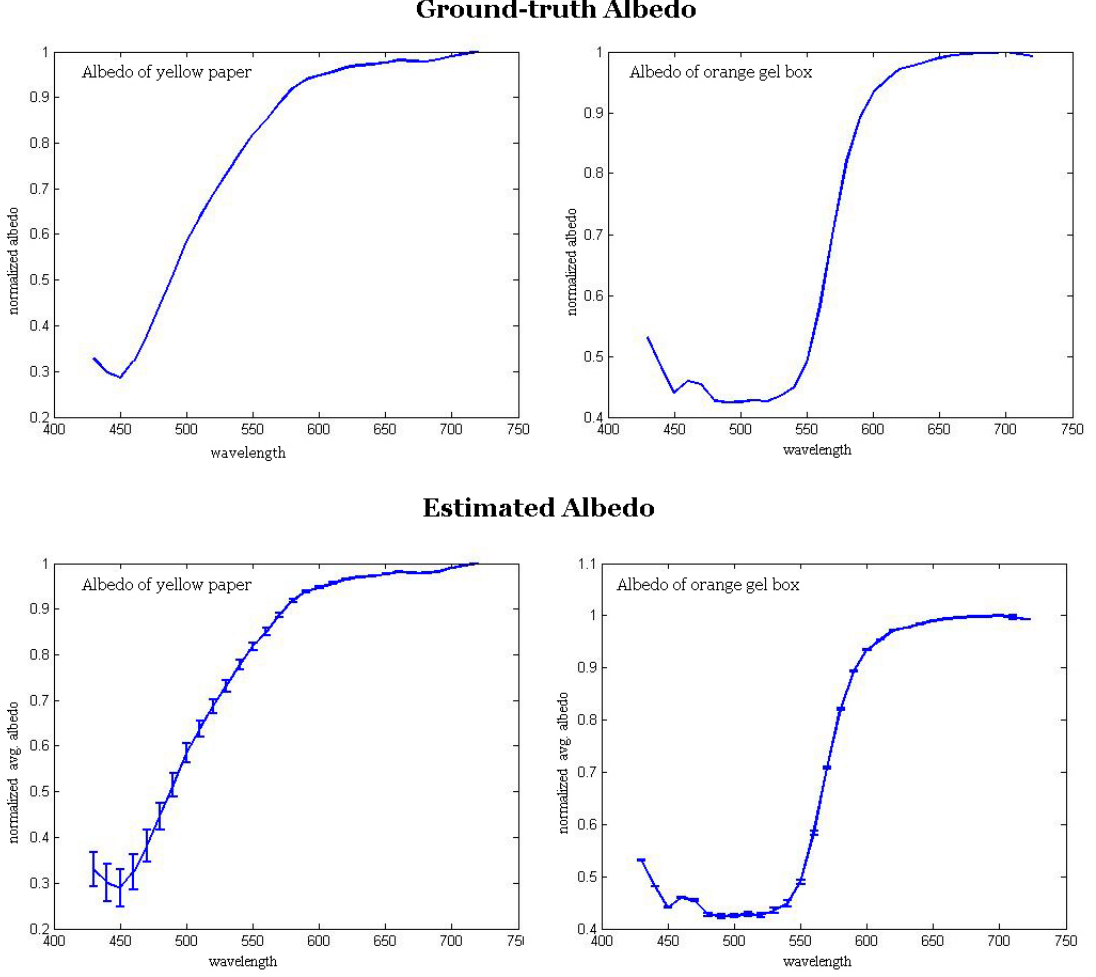 Ground-truth Albedo
Albedo of yellow paper
normalized albedo
1
0.9
0.8
0.7
0.6
0.5
0.4
0.3
0.2
400 450 500 550 600 650 700 750
wavelength
Albedo of orange gel box
normalized albedo
1
0.9
0.8
0.7
0.6
0.5
0.4
400 450 500 550 600 650 700 750
wavelength
Estimated Albedo
Albedo of yellow paper
normalized avg. albedo
1
0.9
0.8
0.7
0.6
0.5
0.4
0.3
0.2
400 450 500 550 600 650 700 75
wavelength
Albedo of orange gel box
normalized avg. albedo
1.1
1
0.9
0.8
0.7
0.6
0.5
0.4
400 450 500 550 600 650 700 750
wavelength